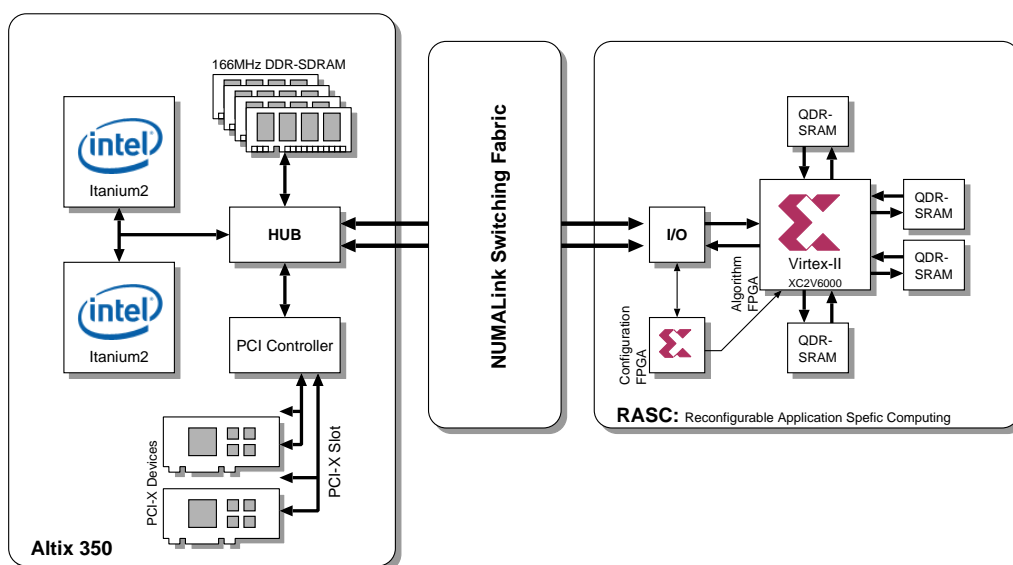 166MHz DDR-SDRAM
intel
Itanium2
HUB
intel
Itanium2
PCI Controller
PCI-X Devices
PCI-X Slot
Altix 350
NUMALink Switching Fabric
QDR-
SRAM
QDR-
SRAM
I/O
Virtex-II
XC2V6000
QDR-
SRAM
Algorithm
FPGA
Configuration
FPGA
QDR-
SRAM
RASC: Reconfigurable Application Spefic Computing